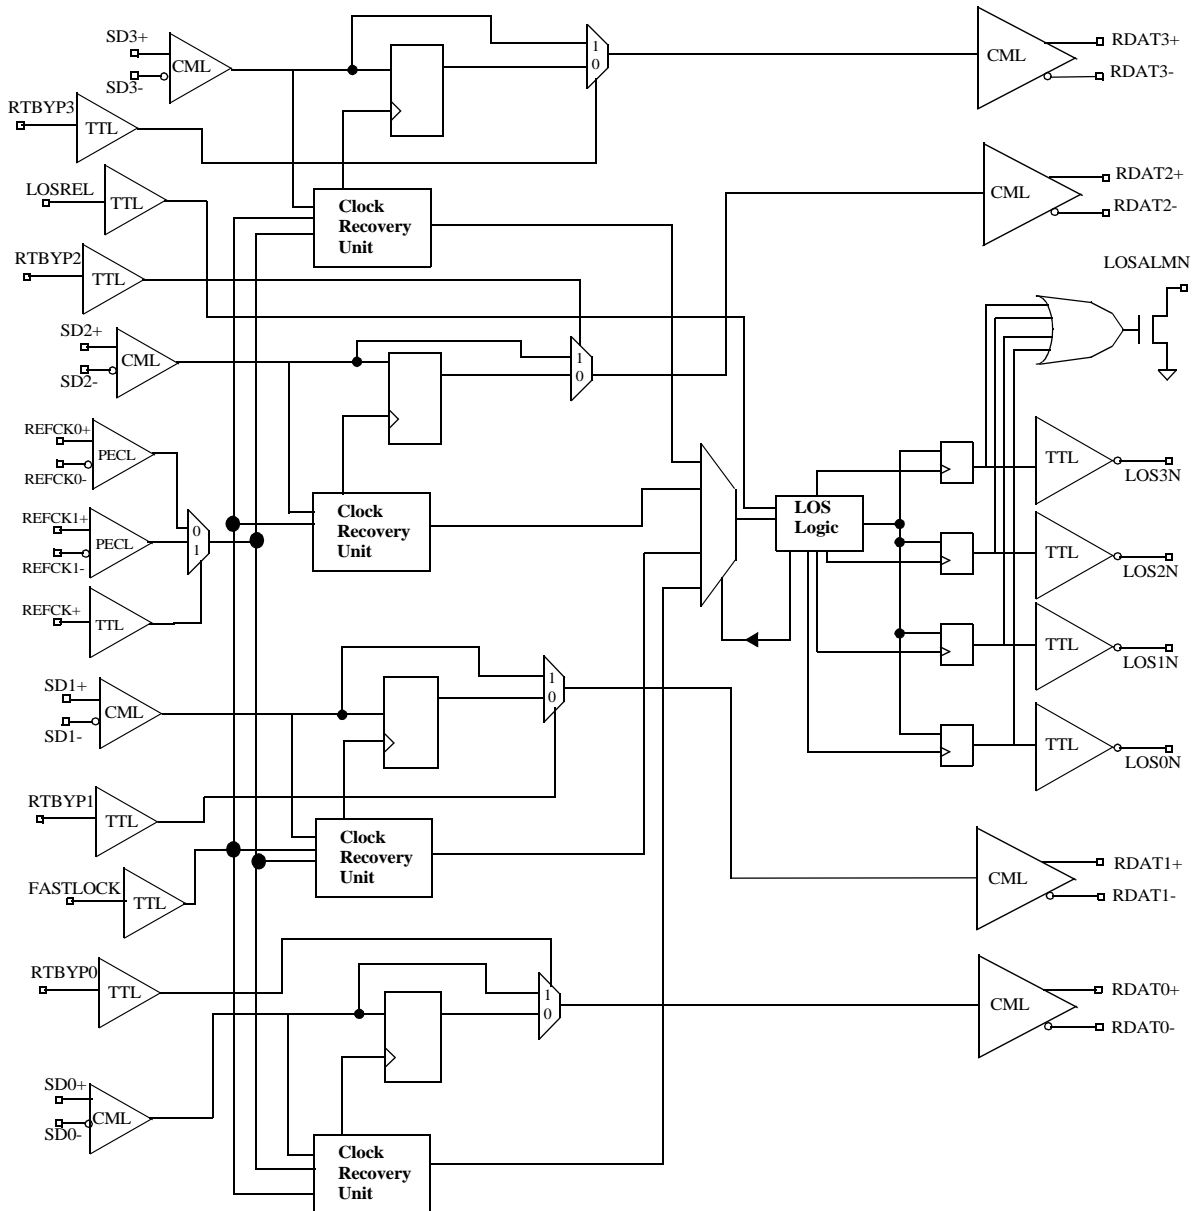 SD3+
CML
SD3-
1
0
CML
RDAT3+
RDAT3-
RTBYP3
TTL
LOSREL
TTL
Clock
Recovery
Unit
CML
RDAT2+
RDAT2-
RTBYP2
TTL
LOSALMN
SD2+
CML
SD2-
1
0
REFCK0+
PECL
REFCK0-
REFCK1+
PECL
REFCK1-
0
1
REFCK+
TTL
Clock
Recovery
Unit
LOS
Logic
TTL
LOS3N
TTL
LOS2N
TTL
LOS1N
TTL
LOS0N
SD1+
CML
SD1-
1
0
RTBYP1
TTL
Clock
Recovery
Unit
FASTLOCK
TTL
CML
RDAT1+
RDAT1-
RTBYP0
TTL
1
0
CML
RDAT0+
RDAT0-
SD0+
CML
SD0-
Clock
Recovery
Unit